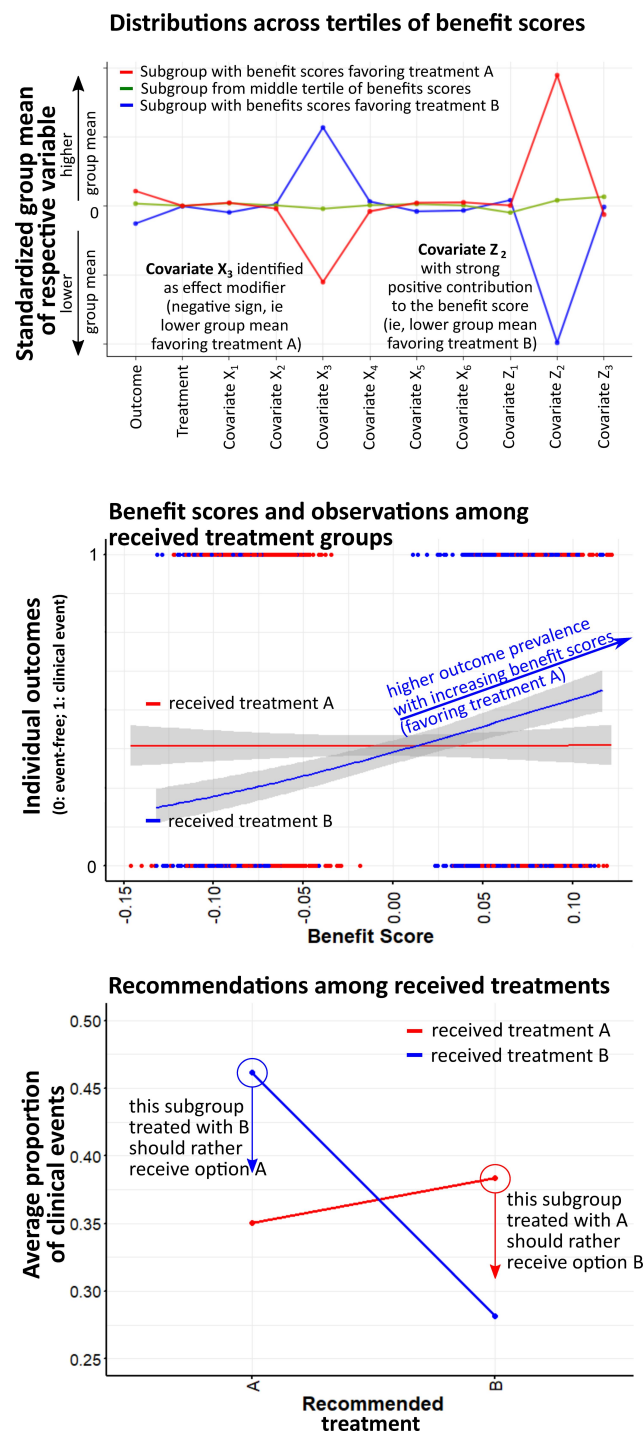 Distributions across tertiles of benefit scores
Subgroup with benefit scores favoring treatment A
Subgroup from middle tertile of benefits scores
Subgroup with benefits scores favoring treatment B
Standardized group mean
of respective variable
higher
group mean
0
lower
group mean
Covariate X3 identified
as effect modifier
(negative sign, ie
lower group mean
favoring treatment A)
Covariate Z2
with strong
positive contribution
to the benefit score
(ie, lower group mean
favoring treatment B)
Outcome
Treatment
Covariate X1
Covariate X2
Covariate X3
Covariate X4
Covariate X5
Covariate X6
Covariate Z1
Covariate Z2
Covariate Z3
Benefit scores and observations among
received treatment groups
Individual outcomes
(0: event-free; 1: clinical event)
1
0
higher outcome prevalence
with increasing benefit scores
(favoring treatment A)
received treatment A
received treatment B
-0.15
-0.10
-0.05
0.00
0.05
0.10
Benefit Score
Recommendations among received treatments
Average proportion
of clinical events
0.50
0.45
0.40
0.35
0.30
0.25
received treatment A
received treatment B
this subgroup
treated with B
should rather
receive option A
this subgroup
treated with A
should rather
receive option B
A
B
Recommended
treatment